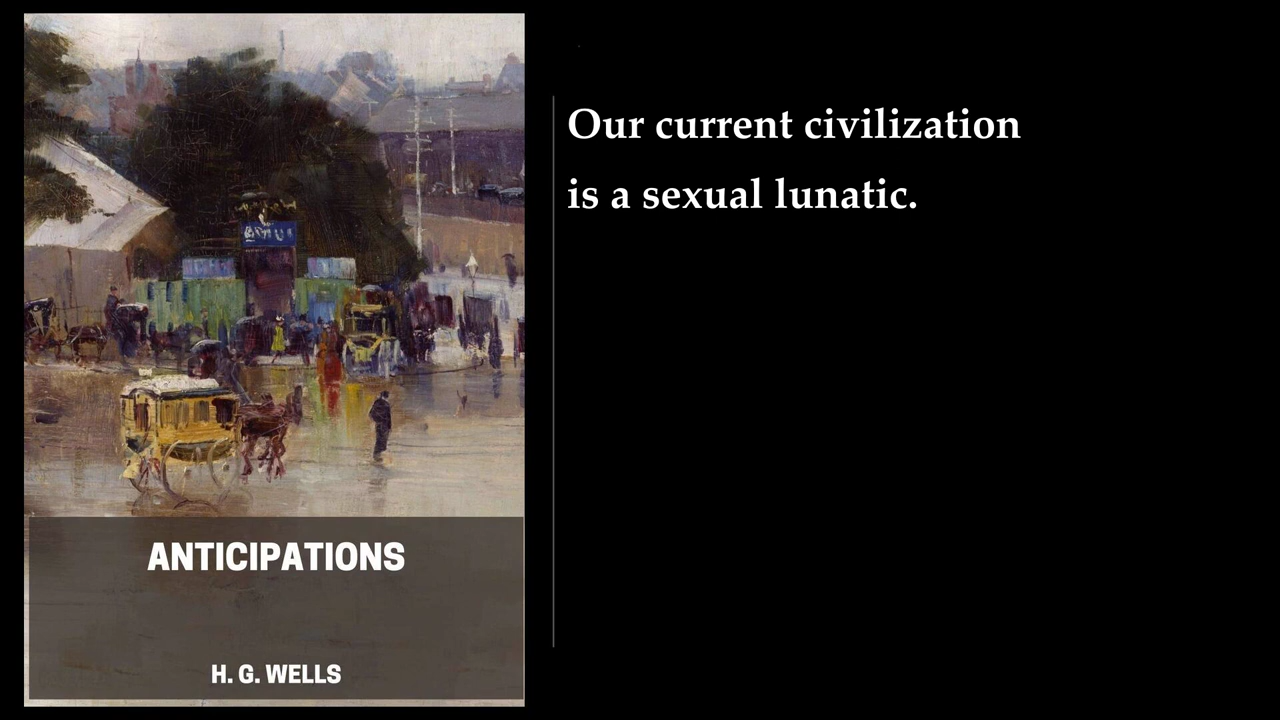 Our current civilization
is a sexual lunatic.
ANTICIPATIONS
H. G. WELLS